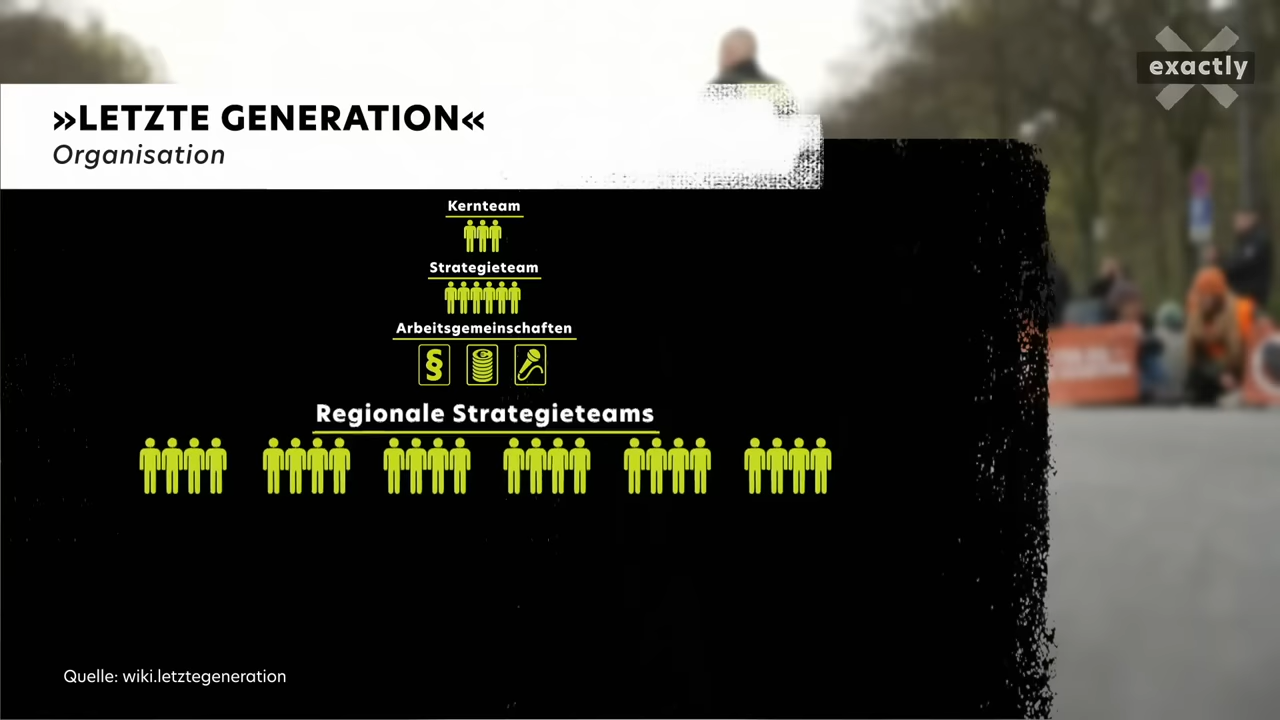 exactly
»LETZTE GENERATION«
Organisation
Kernteam
Strategieteam
Arbeitsgemeinschaften
§
Regionale Strategieteams
Quelle: wiki.letztegeneration